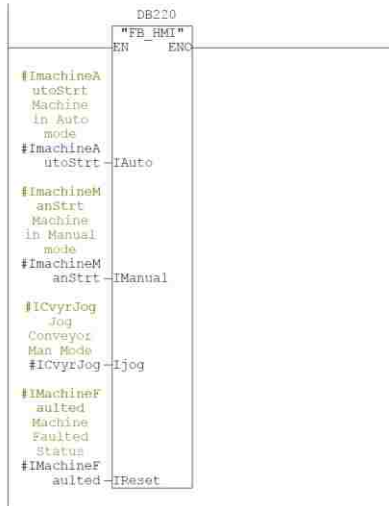 DB220
"FB_HMI"
EN ENO
#ImachineA
utoStrt
Machine
in Auto
mode
#ImachineA
utoStrt IAuto
#ImachineM
anStrt
Machine
in Manual
mode
#ImachineM
anStrt IManual
#ICvyrJog
Jog
Conveyor
Man Mode
#ICvyrJog Ijog
#IMachineF
aulted
Machine
Faulted
Status
#IMachineF
aulted IReset